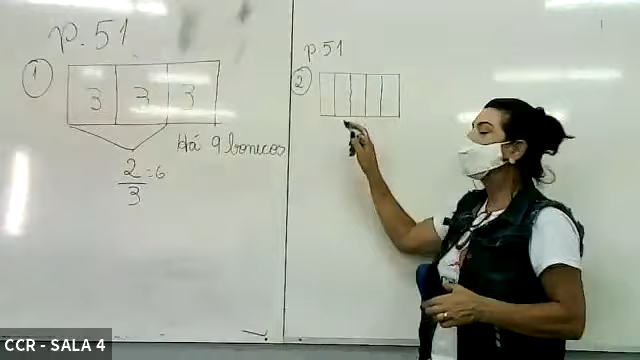 p. 51
1
3 3 3
Há 9 bonecos
2/3 = 6
p. 51
2
CCR - SALA 4